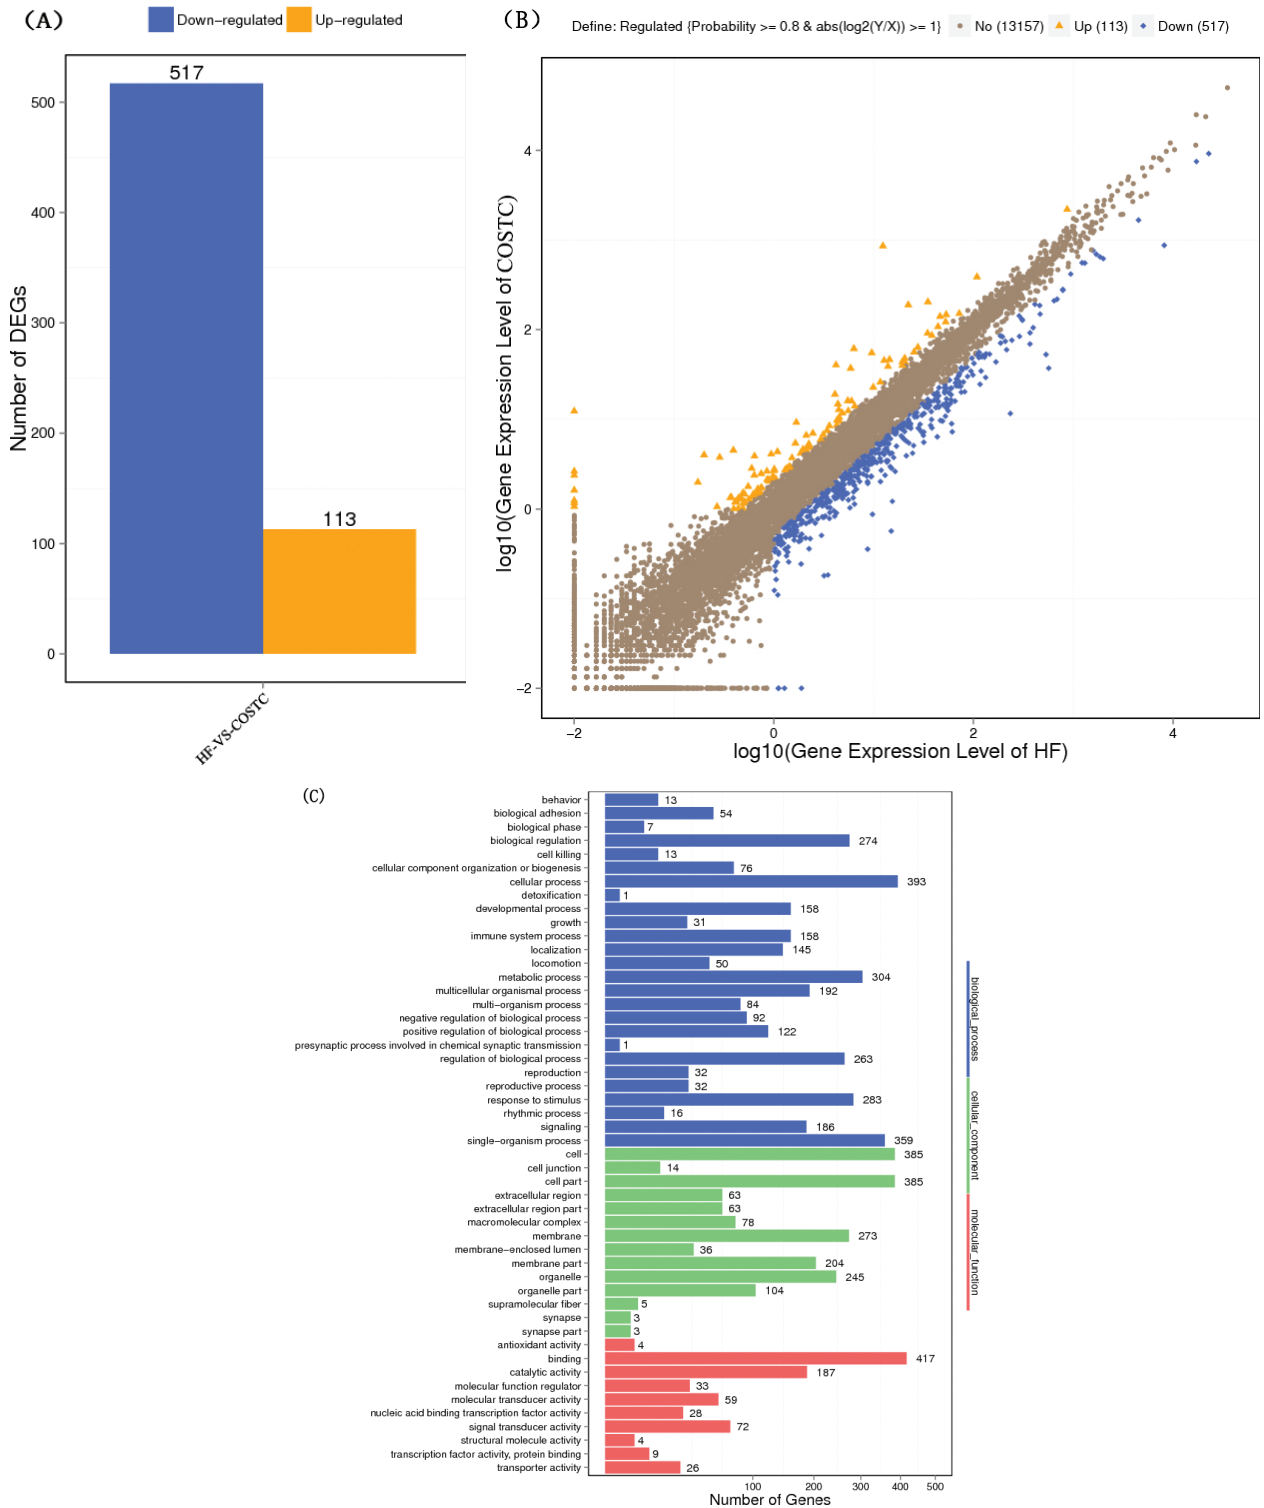 (A)
Down-regulated
Up-regulated
517
113
Number of DEGs
500
400
300
200
100
0
HF-VS-COSTC
(B)
Define: Regulated {Probability >= 0.8 & abs(log2(Y/X)) >= 1}
No (13157)
Up (113)
Down (517)
log10(Gene Expression Level of COSTC)
4
2
0
−2
−2
0
2
4
log10(Gene Expression Level of HF)
(C)
behavior 13
biological adhesion 54
biological phase 7
biological regulation 274
cell killing 13
cellular component organization or biogenesis 76
cellular process 393
detoxification 1
developmental process 158
growth 31
immune system process 158
localization 145
locomotion 50
metabolic process 304
multicellular organismal process 192
multi−organism process 84
negative regulation of biological process 92
positive regulation of biological process 122
presynaptic process involved in chemical synaptic transmission 1
regulation of biological process 263
reproduction 32
reproductive process 32
response to stimulus 283
rhythmic process 16
signaling 186
single−organism process 359
cell 385
cell junction 14
cell part 385
extracellular region 63
extracellular region part 63
macromolecular complex 78
membrane 273
membrane−enclosed lumen 36
membrane part 204
organelle 245
organelle part 104
supramolecular fiber 5
synapse 3
synapse part 3
antioxidant activity 4
binding 417
catalytic activity 187
molecular function regulator 33
molecular transducer activity 59
nucleic acid binding transcription factor activity 28
signal transducer activity 72
structural molecule activity 4
transcription factor activity, protein binding 9
transporter activity 26
biological_process
cellular_component
molecular_function
100
200
300
400
500
Number of Genes